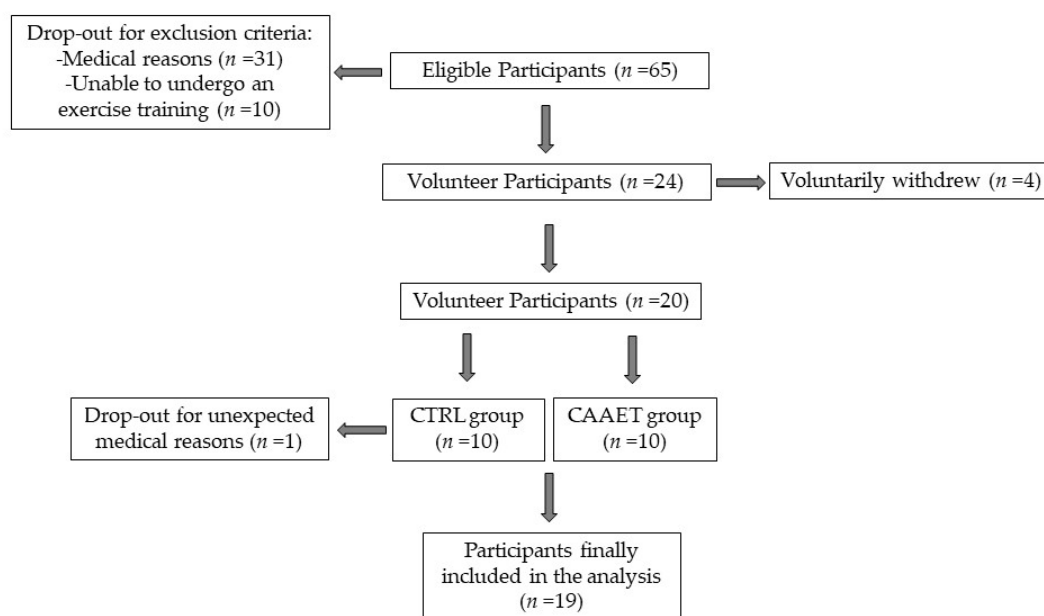 Drop-out for exclusion criteria:
-Medical reasons (n =31)
-Unable to undergo an
exercise training (n =10)
Eligible Participants (n =65)
Volunteer Participants (n =24)
Voluntarily withdrew (n =4)
Volunteer Participants (n =20)
Drop-out for unexpected
medical reasons (n =1)
CTRL group
(n =10)
CAAET group
(n =10)
Participants finally
included in the analysis
(n =19)